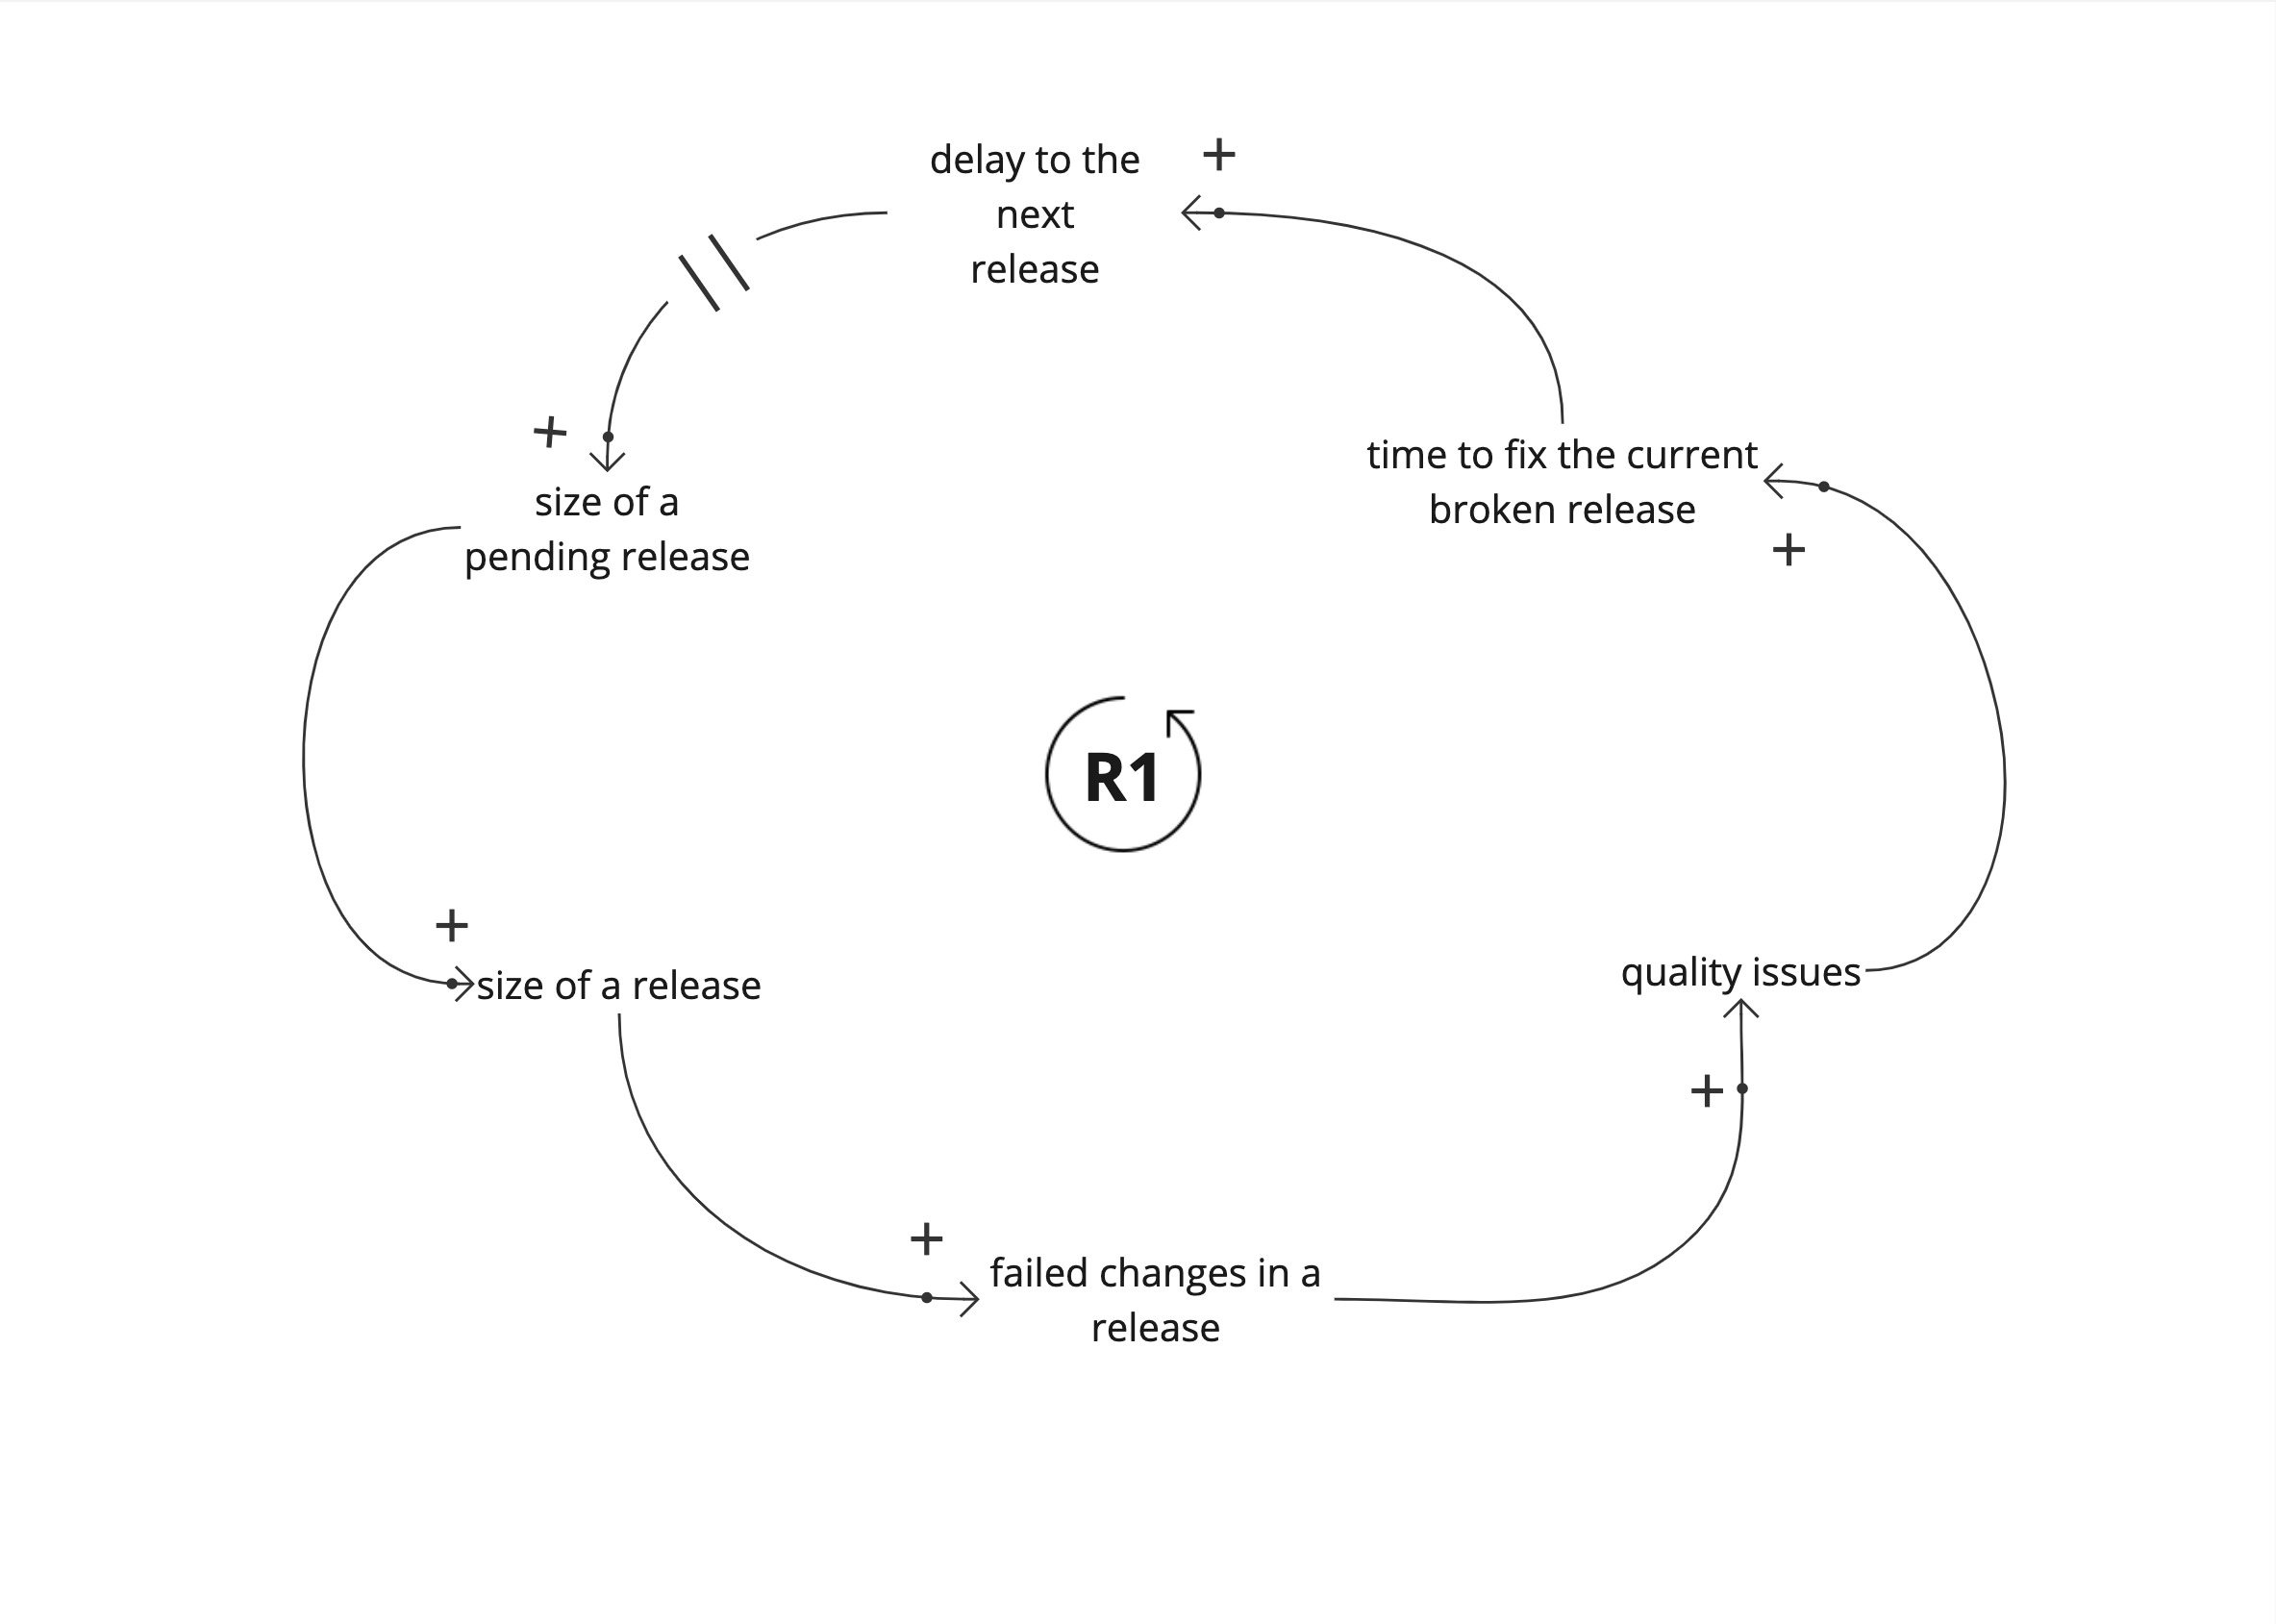 delay to the
next
release
+
+
size of a
pending release
time to fix the current
broken release
+
R1
+
size of a release
quality issues
+
+
failed changes in a
release